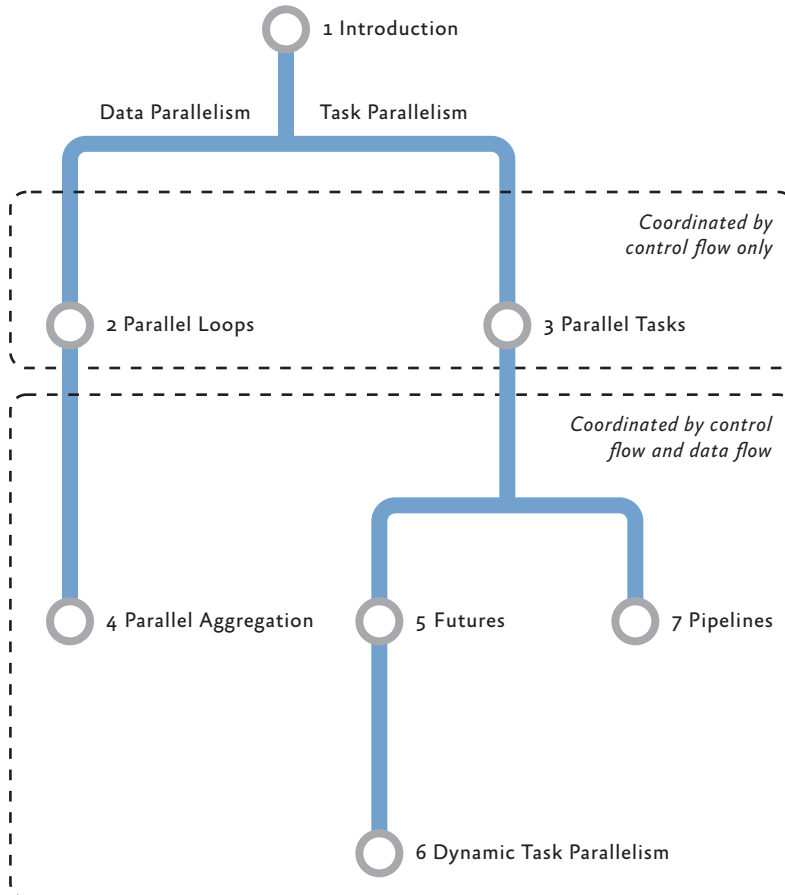 1 Introduction
Data Parallelism
Task Parallelism
Coordinated by
control flow only
2 Parallel Loops
3 Parallel Tasks
Coordinated by control
flow and data flow
4 Parallel Aggregation
5 Futures
7 Pipelines
6 Dynamic Task Parallelism